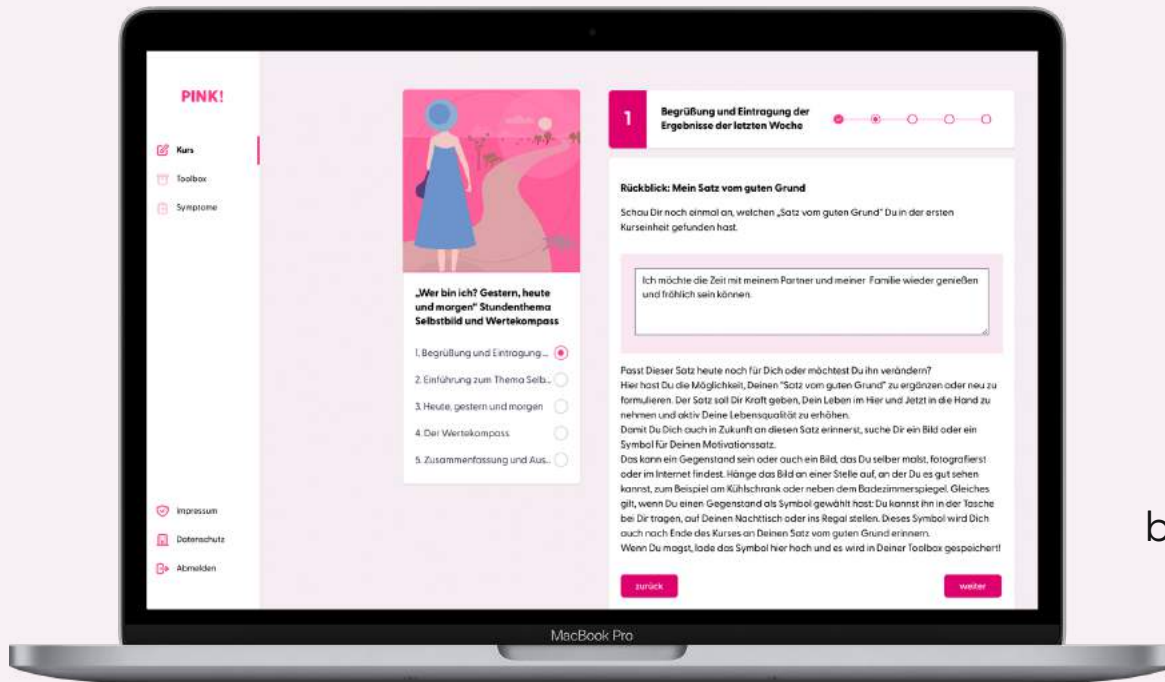 PINK!
Kurs
Toolbox
Symptome
Impressum
Datenschutz
Abmelden
„Wer bin ich? Gestern, heute
und morgen“ Stundenthema
Selbstbild und Wertekompass
1. Begrüßung und Eintragung...
2. Einführung zum Thema Selb...
3. Heute, gestern und morgen
4. Der Wertekompass
5. Zusammenfassung und Aus...
1
Begrüßung und Eintragung der
Ergebnisse der letzten Woche
Rückblick: Mein Satz vom guten Grund
Schau Dir noch einmal an, welchen „Satz vom guten Grund“ Du in der ersten
Kurseinheit gefunden hast.
Ich möchte die Zeit mit meinem Partner und meiner Familie wieder genießen
und fröhlich sein können.
Passt Dieser Satz heute noch für Dich oder möchtest Du ihn verändern?
Hier hast Du die Möglichkeit, Deinen "Satz vom guten Grund" zu ergänzen oder neu zu
formulieren. Der Satz soll Dir Kraft geben, Dein Leben im Hier und Jetzt in die Hand zu
nehmen und aktiv Deine Lebensqualität zu erhöhen.
Damit Du Dich auch in Zukunft an diesen Satz erinnerst, suche Dir ein Bild oder ein
Symbol für Deinen Motivationssatz.
Das kann ein Gegenstand sein oder auch ein Bild, das Du selber malst, fotografierst
oder im Internet findest. Hänge das Bild an einer Stelle auf, an der Du es gut sehen
kannst, zum Beispiel am Kühlschrank oder neben dem Badezimmerspiegel. Gleiches
gilt, wenn Du einen Gegenstand als Symbol gewählt hast: Du kannst ihn in der Tasche
bei Dir tragen, auf Deinen Nachttisch oder ins Regal stellen. Dieses Symbol wird Dich
auch nach Ende des Kurses an Deinen Satz vom guten Grund erinnern.
Wenn Du magst, lade das Symbol hier hoch und es wird in Deiner Toolbox gespeichert!
zurück
weiter
MacBook Pro
b